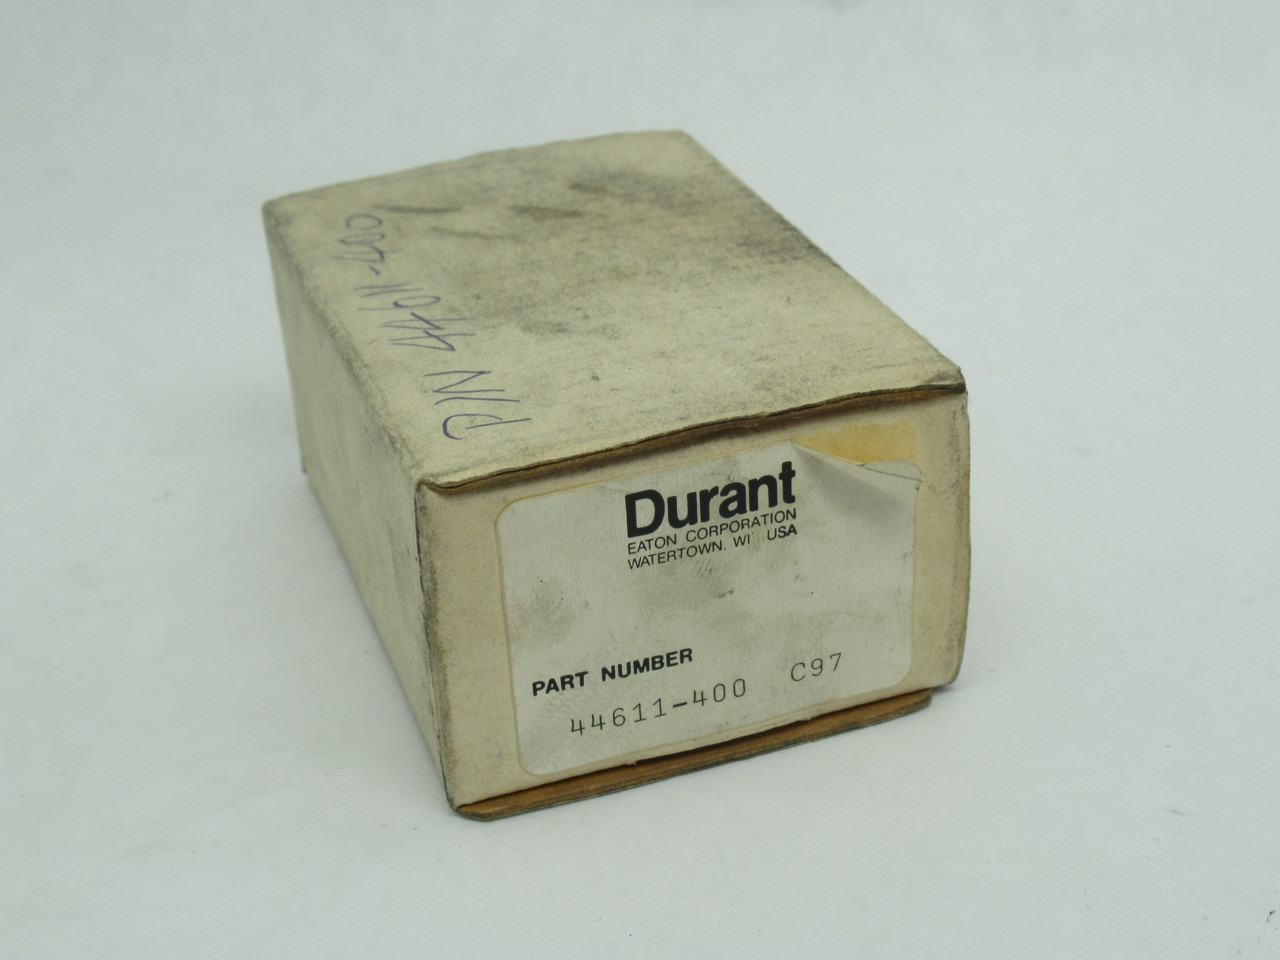 P/N 44611-400
Durant
EATON CORPORATION
WATERTOWN, WI USA
PART NUMBER
44611-400 C97